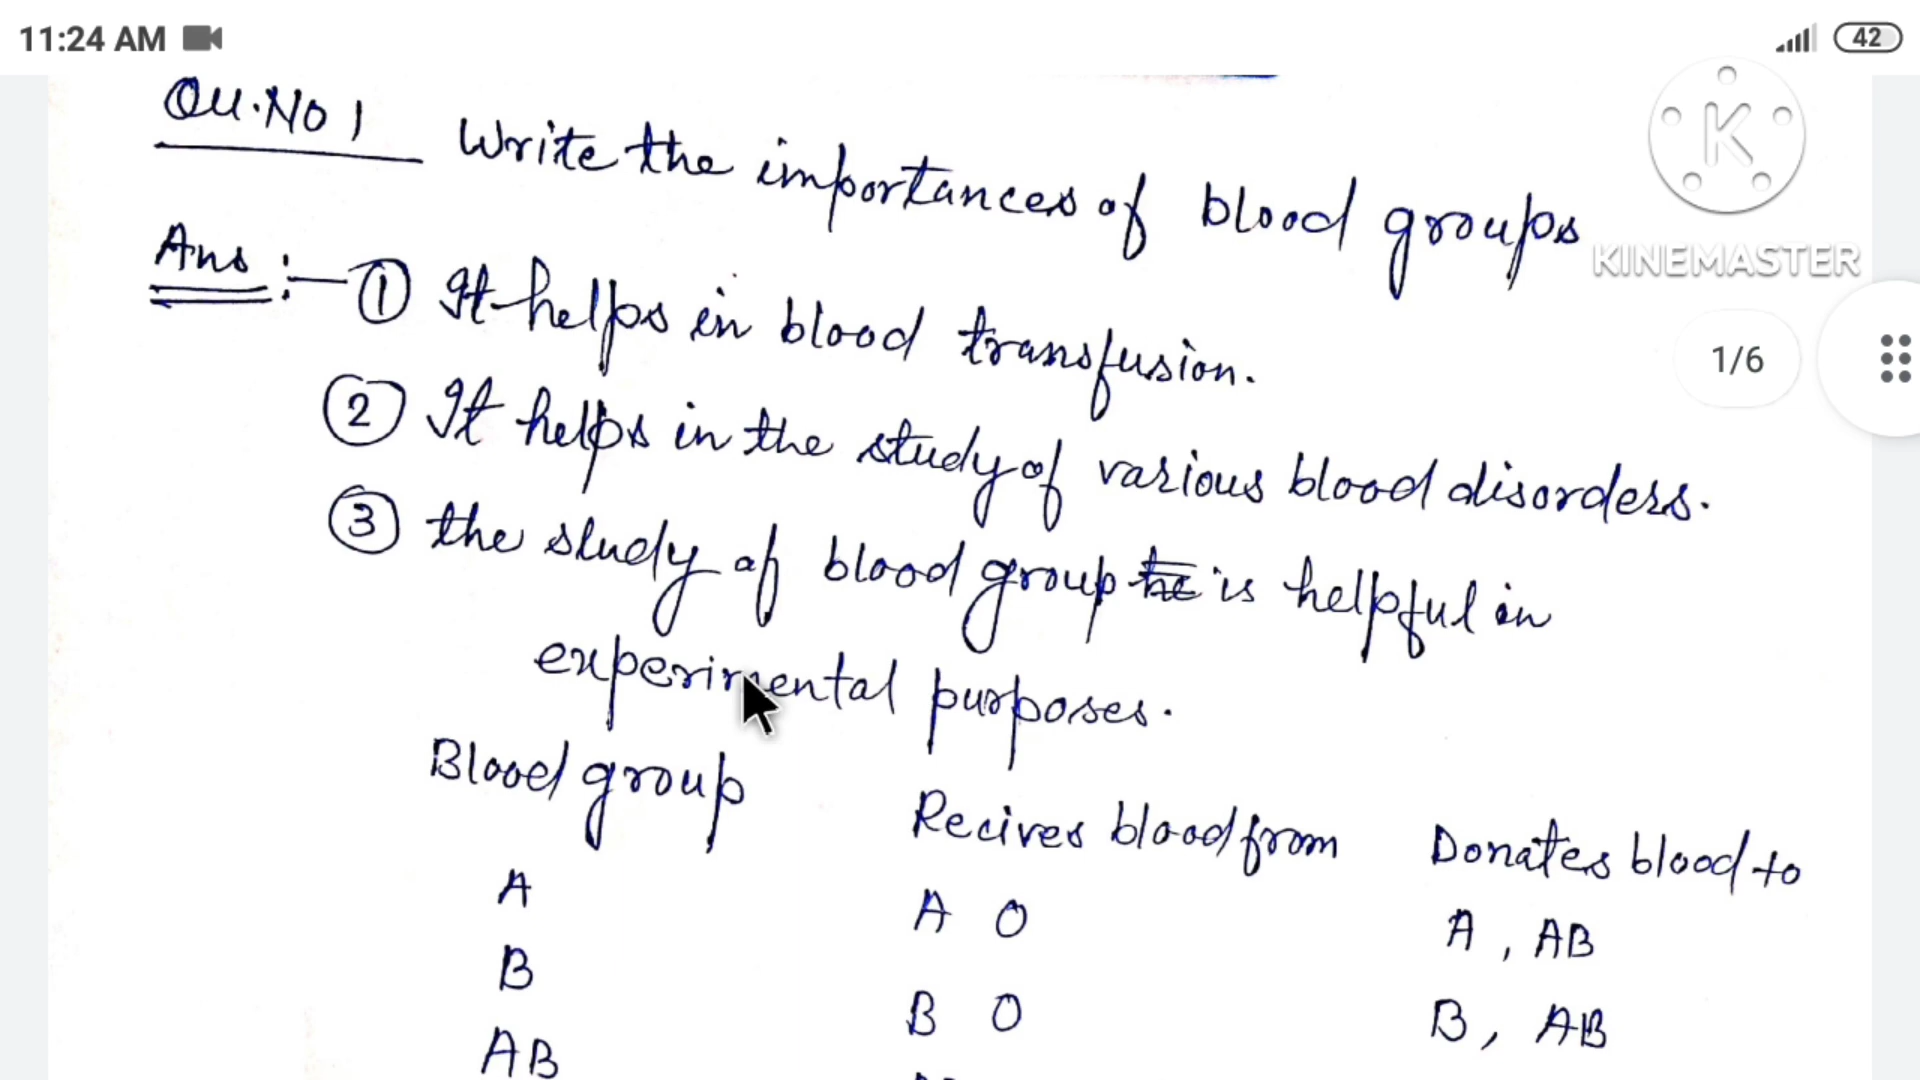 11:24 AM
42
Qu.No 1 Write the importances of blood groups
KINEMASTER
Ans :- ① It helps in blood transfusion.
1/6
② It helps in the study of various blood disorders.
③ the study of blood group is helpful in
experimental purposes.
Blood group Recives blood from Donates blood to
A A O A , AB
B B O B , AB
AB